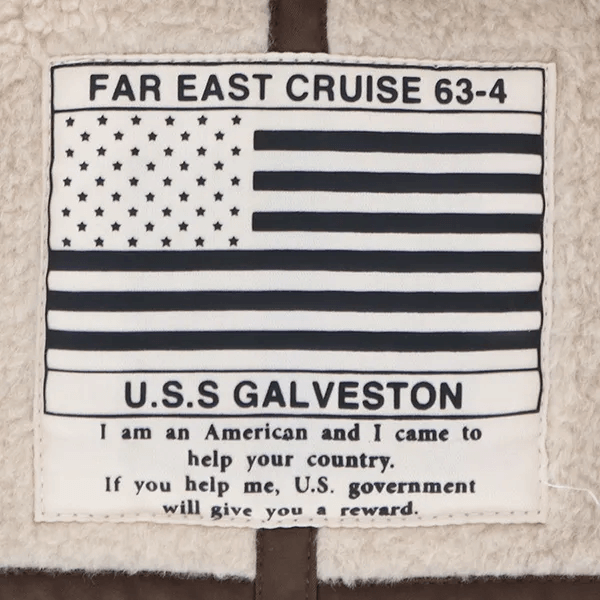 FAR EAST CRUISE 63-4
U.S.S GALVESTON
I am an American and I came to
help your country.
If you help me, U.S. government
will give you a reward.